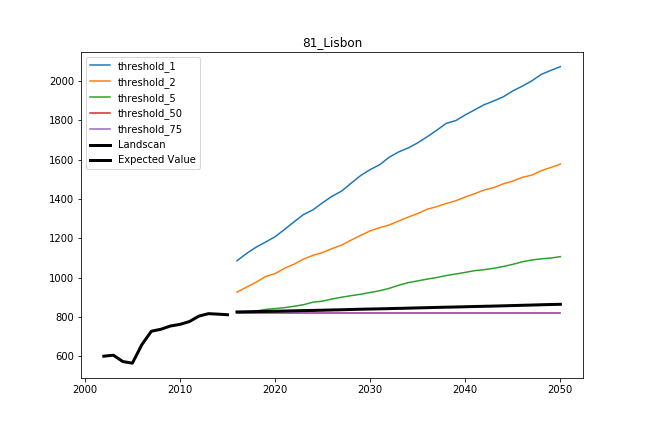 81_Lisbon
threshold_1
threshold_2
threshold_5
threshold_50
threshold_75
Landscan
Expected Value
2000
1800
1600
1400
1200
1000
800
600
2000 2010 2020 2030 2040 2050